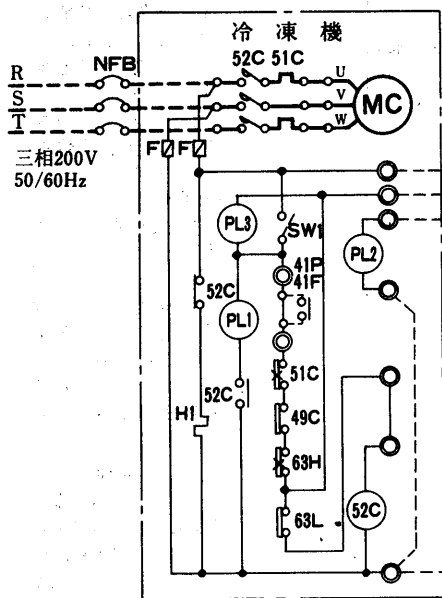 冷凍機
NFB
52C 51C
R
S
T
U
V
W
MC
三相200V
50/60Hz
F F
PL3
SW1
41P
41F
PL2
52C
PL1
51C
52C
49C
H1
63H
63L
52C